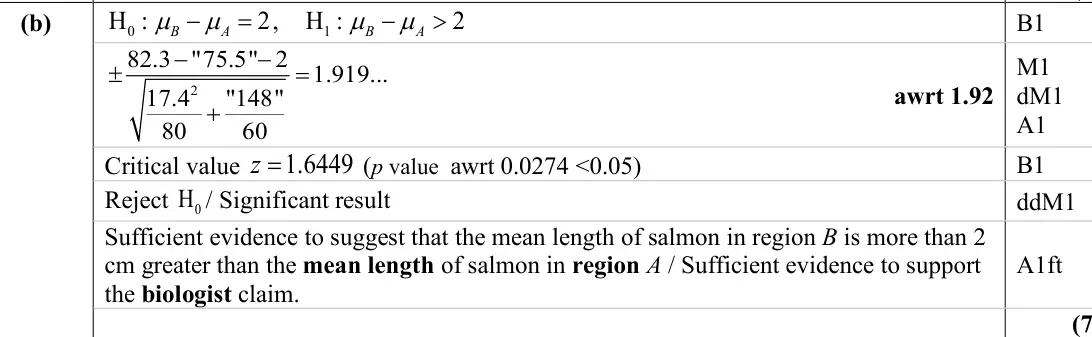 (b) H₀ : μ_B − μ_A = 2, H₁ : μ_B − μ_A > 2 B1
± (82.3 − "75.5" − 2) / √(17.4²/80 + "148"/60) = 1.919... awrt 1.92 M1 dM1 A1
Critical value z = 1.6449 (p value awrt 0.0274 <0.05) B1
Reject H₀ / Significant result ddM1
Sufficient evidence to suggest that the mean length of salmon in region B is more than 2
cm greater than the mean length of salmon in region A / Sufficient evidence to support A1ft
the biologist claim.
(7